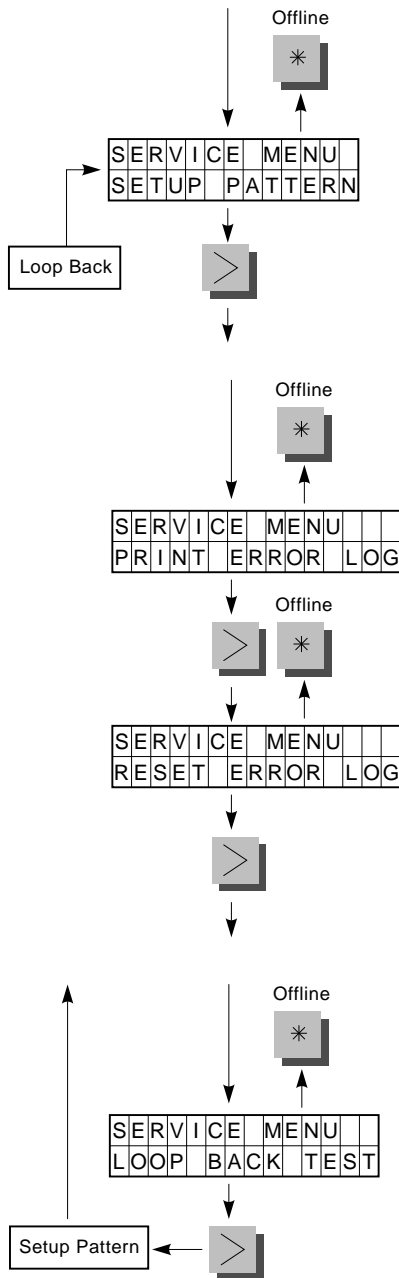 Offline
*
SERVICE MENU
SETUP PATTERN
Loop Back
>
Offline
*
SERVICE MENU
PRINT ERROR LOG
Offline
> *
SERVICE MENU
RESET ERROR LOG
>
Offline
*
SERVICE MENU
LOOP BACK TEST
Setup Pattern >